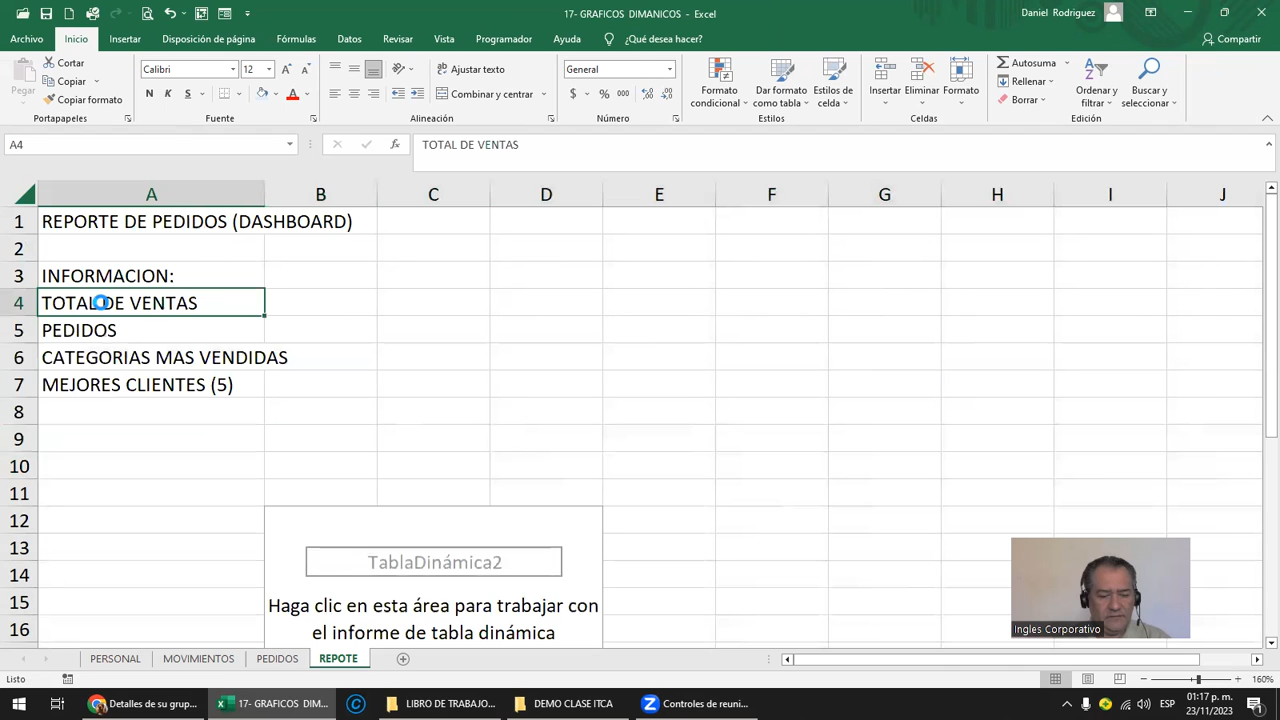 17- GRAFICOS DIMANICOS - Excel
Daniel Rodriguez
Archivo Inicio Insertar Disposición de página Fórmulas Datos Revisar Vista Programador Ayuda ¿Qué desea hacer? Compartir
Pegar
Cortar
Copiar
Copiar formato
Portapapeles
Calibri 12
N K S
Fuente
Ajustar texto
Combinar y centrar
Alineación
General
$ % 000
Número
Formato condicional
Dar formato como tabla
Estilos de celda
Estilos
Insertar Eliminar Formato
Celdas
Autosuma
Rellenar
Borrar
Ordenar y filtrar
Buscar y seleccionar
Edición
A4 fx TOTAL DE VENTAS
A B C D E F G H I J
1 REPORTE DE PEDIDOS (DASHBOARD)
2
3 INFORMACION:
4 TOTAL DE VENTAS
5 PEDIDOS
6 CATEGORIAS MAS VENDIDAS
7 MEJORES CLIENTES (5)
8
9
10
11
12
13 TablaDinámica2
14
15 Haga clic en esta área para trabajar con
16 el informe de tabla dinámica
Ingles Corporativo
PERSONAL MOVIMIENTOS PEDIDOS REPOTE
Listo 160%
Detalles de su grup... 17- GRAFICOS DIM... LIBRO DE TRABAJO... DEMO CLASE ITCA Controles de reuni... ESP
01:17 p. m.
23/11/2023